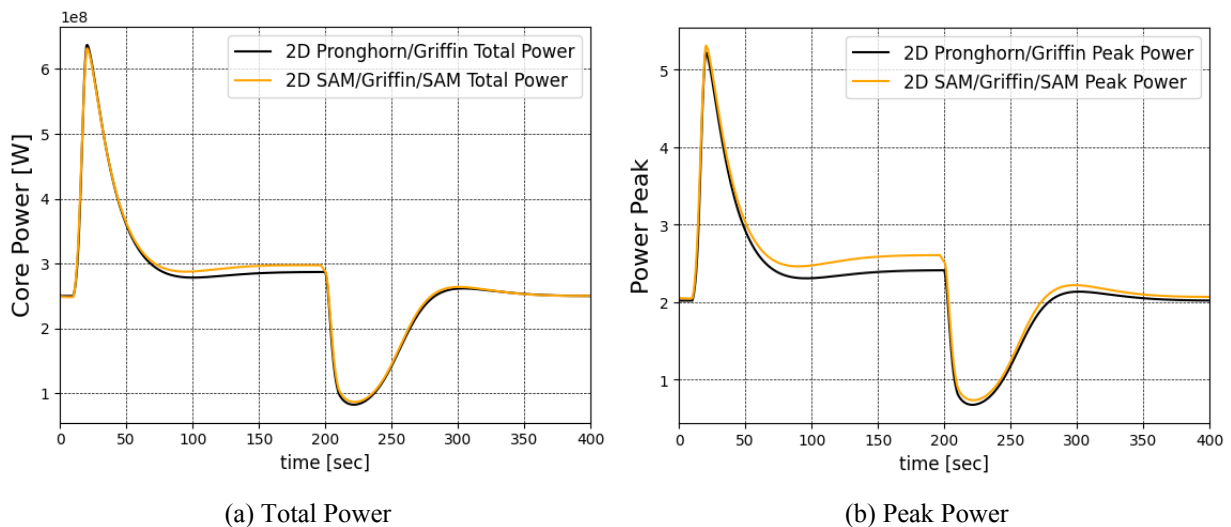 1e8
2D Pronghorn/Griffin Total Power
2D SAM/Griffin/SAM Total Power
Core Power [W]
6
5
4
3
2
1
0 50 100 150 200 250 300 350 400
time [sec]
(a) Total Power
2D Pronghorn/Griffin Peak Power
2D SAM/Griffin/SAM Peak Power
Power Peak
5
4
3
2
1
0 50 100 150 200 250 300 350 400
time [sec]
(b) Peak Power